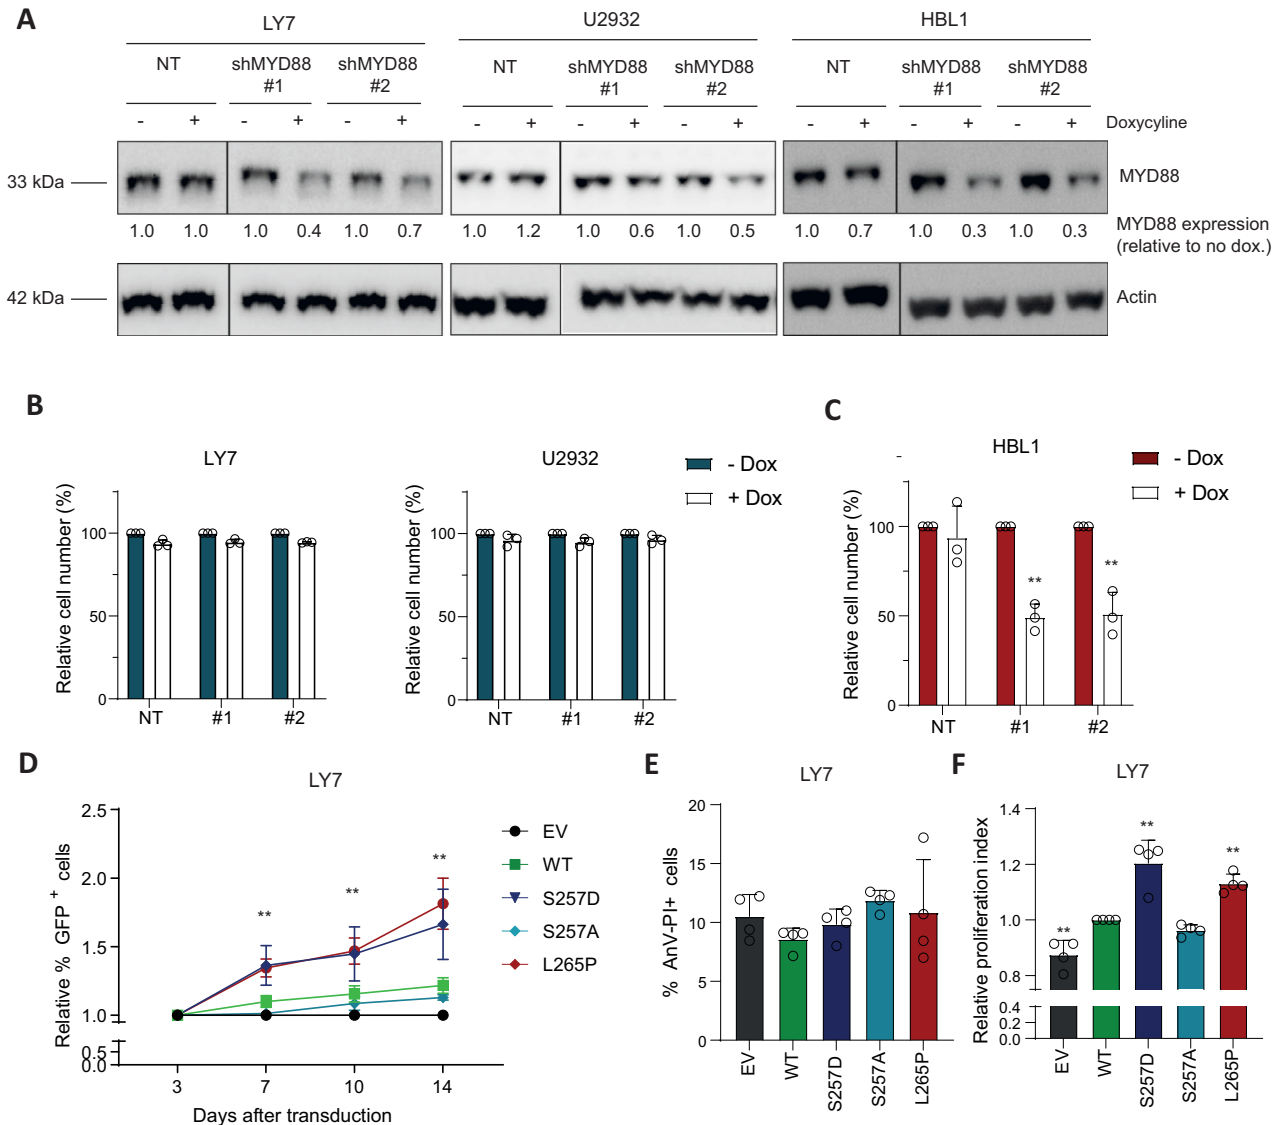 A
LY7
U2932
HBL1
NT
shMYD88 #1
shMYD88 #2
NT
shMYD88 #1
shMYD88 #2
NT
shMYD88 #1
shMYD88 #2
- + - + - + - + - + - + - + - + - + Doxycyline
33 kDa
MYD88
1.0 1.0 1.0 0.4 1.0 0.7 1.0 1.2 1.0 0.6 1.0 0.5 1.0 0.7 1.0 0.3 1.0 0.3
MYD88 expression
(relative to no dox.)
42 kDa
Actin
B
LY7
Relative cell number (%)
100
50
0
NT #1 #2
U2932
Relative cell number (%)
100
50
0
NT #1 #2
- Dox
+ Dox
C
HBL1
-
Relative cell number (%)
100
50
0
** **
NT #1 #2
- Dox
+ Dox
D
LY7
Relative % GFP + cells
2.5
2.0
1.5
1.0
0.5
0.0
** ** **
3 7 10 14
Days after transduction
EV
WT
S257D
S257A
L265P
E
LY7
% AnV-PI+ cells
20
15
10
5
0
EV
WT
S257D
S257A
L265P
F
LY7
Relative proliferation index
1.4
1.2
1.0
0.8
0.4
0.2
0.0
** ** **
EV
WT
S257D
S257A
L265P